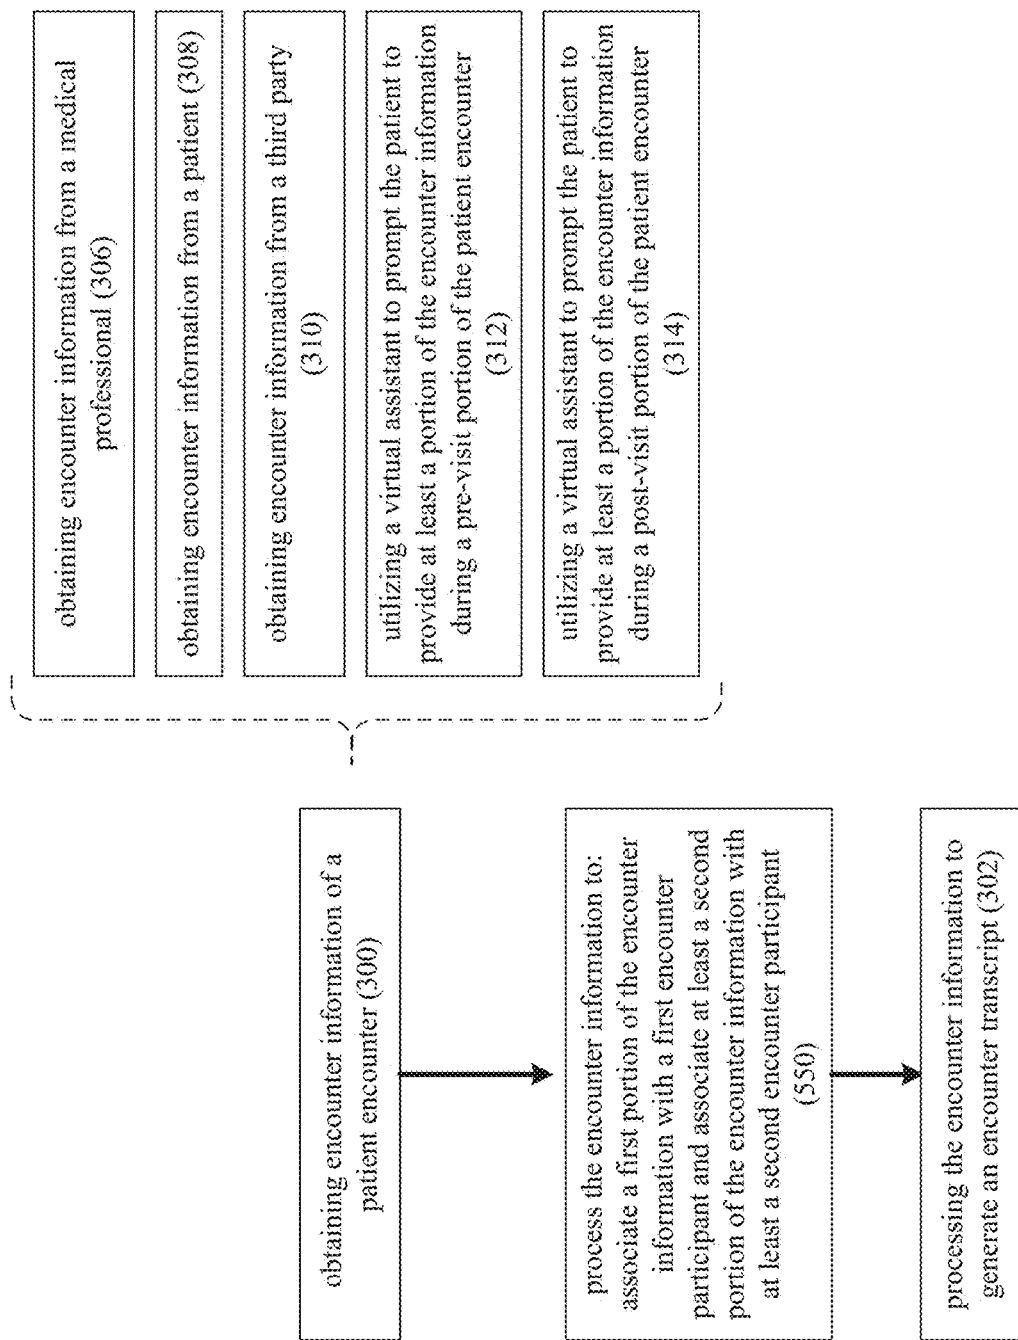 obtaining encounter information of a
patient encounter (300)
process the encounter information to:
associate a first portion of the encounter
information with a first encounter
participant and associate at least a second
portion of the encounter information with
at least a second encounter participant
(550)
processing the encounter information to
generate an encounter transcript (302)
obtaining encounter information from a medical
professional (306)
obtaining encounter information from a patient (308)
obtaining encounter information from a third party
(310)
utilizing a virtual assistant to prompt the patient to
provide at least a portion of the encounter information
during a pre-visit portion of the patient encounter
(312)
utilizing a virtual assistant to prompt the patient to
provide at least a portion of the encounter information
during a post-visit portion of the patient encounter
(314)